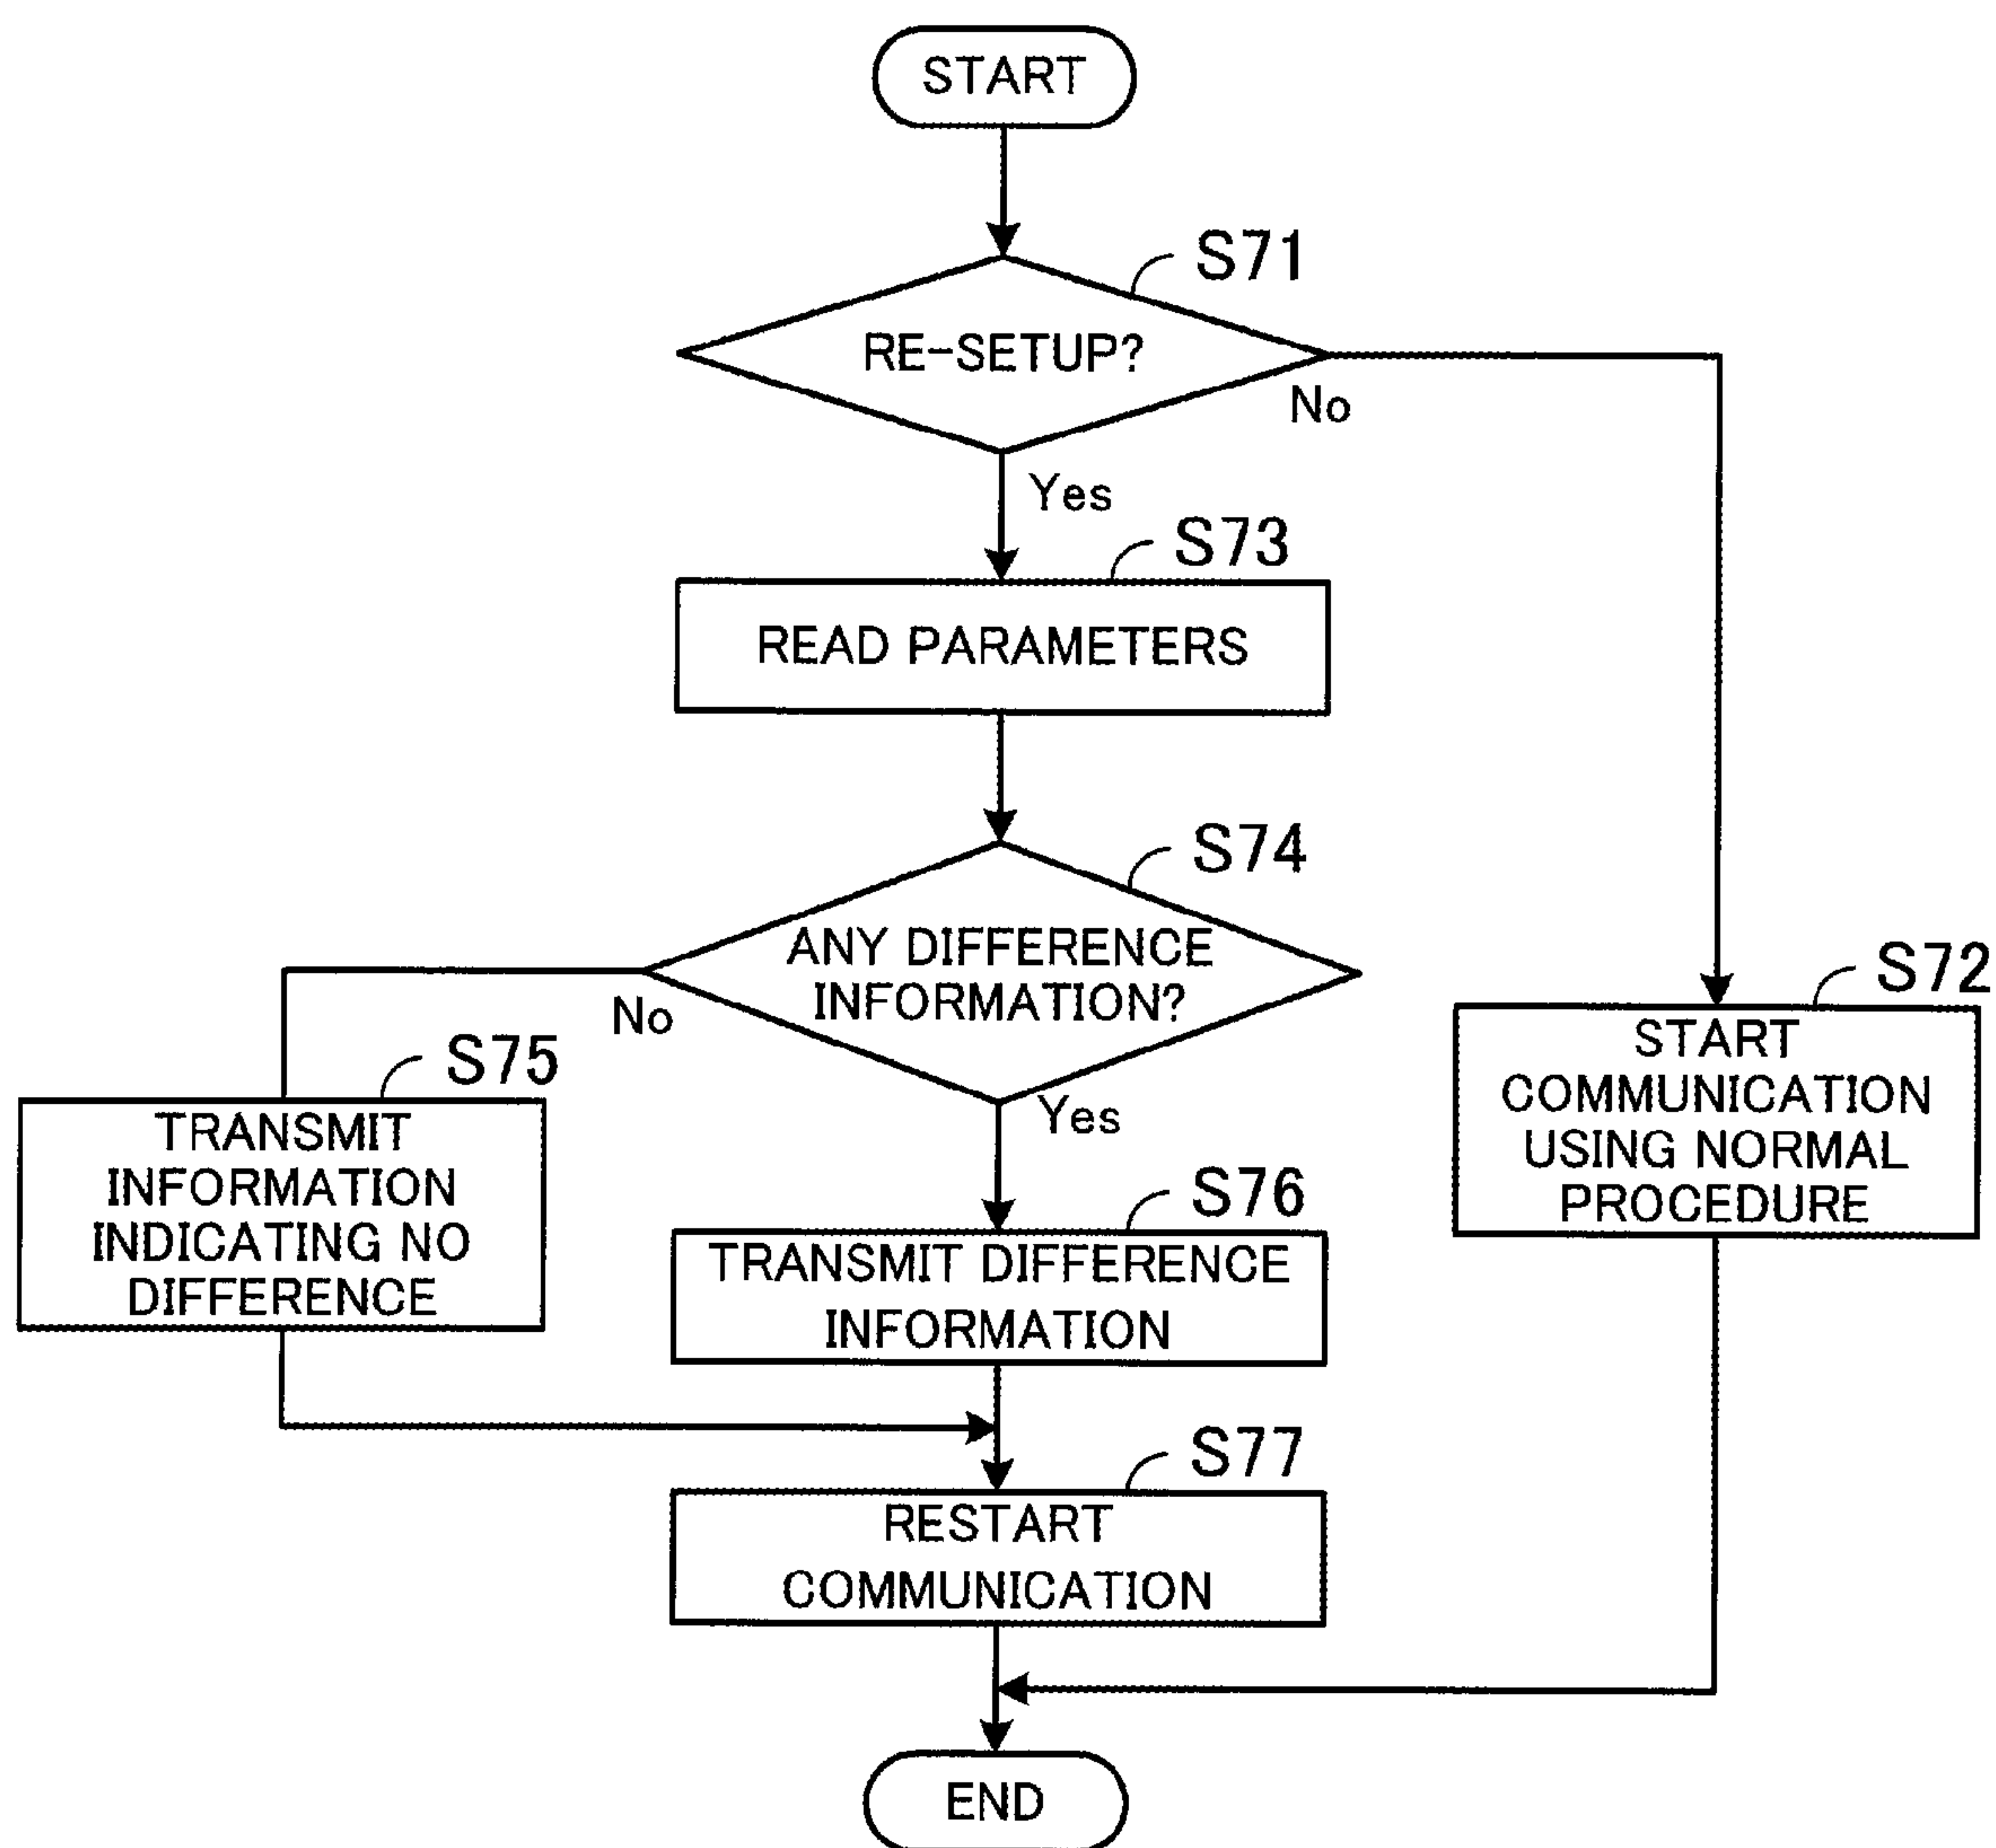 START
S71
RE-SETUP?
No
Yes
S73
READ PARAMETERS
S74
ANY DIFFERENCE
INFORMATION?
No
Yes
S72
START
COMMUNICATION
USING NORMAL
PROCEDURE
S75
TRANSMIT
INFORMATION
INDICATING NO
DIFFERENCE
S76
TRANSMIT DIFFERENCE
INFORMATION
S77
RESTART
COMMUNICATION
END